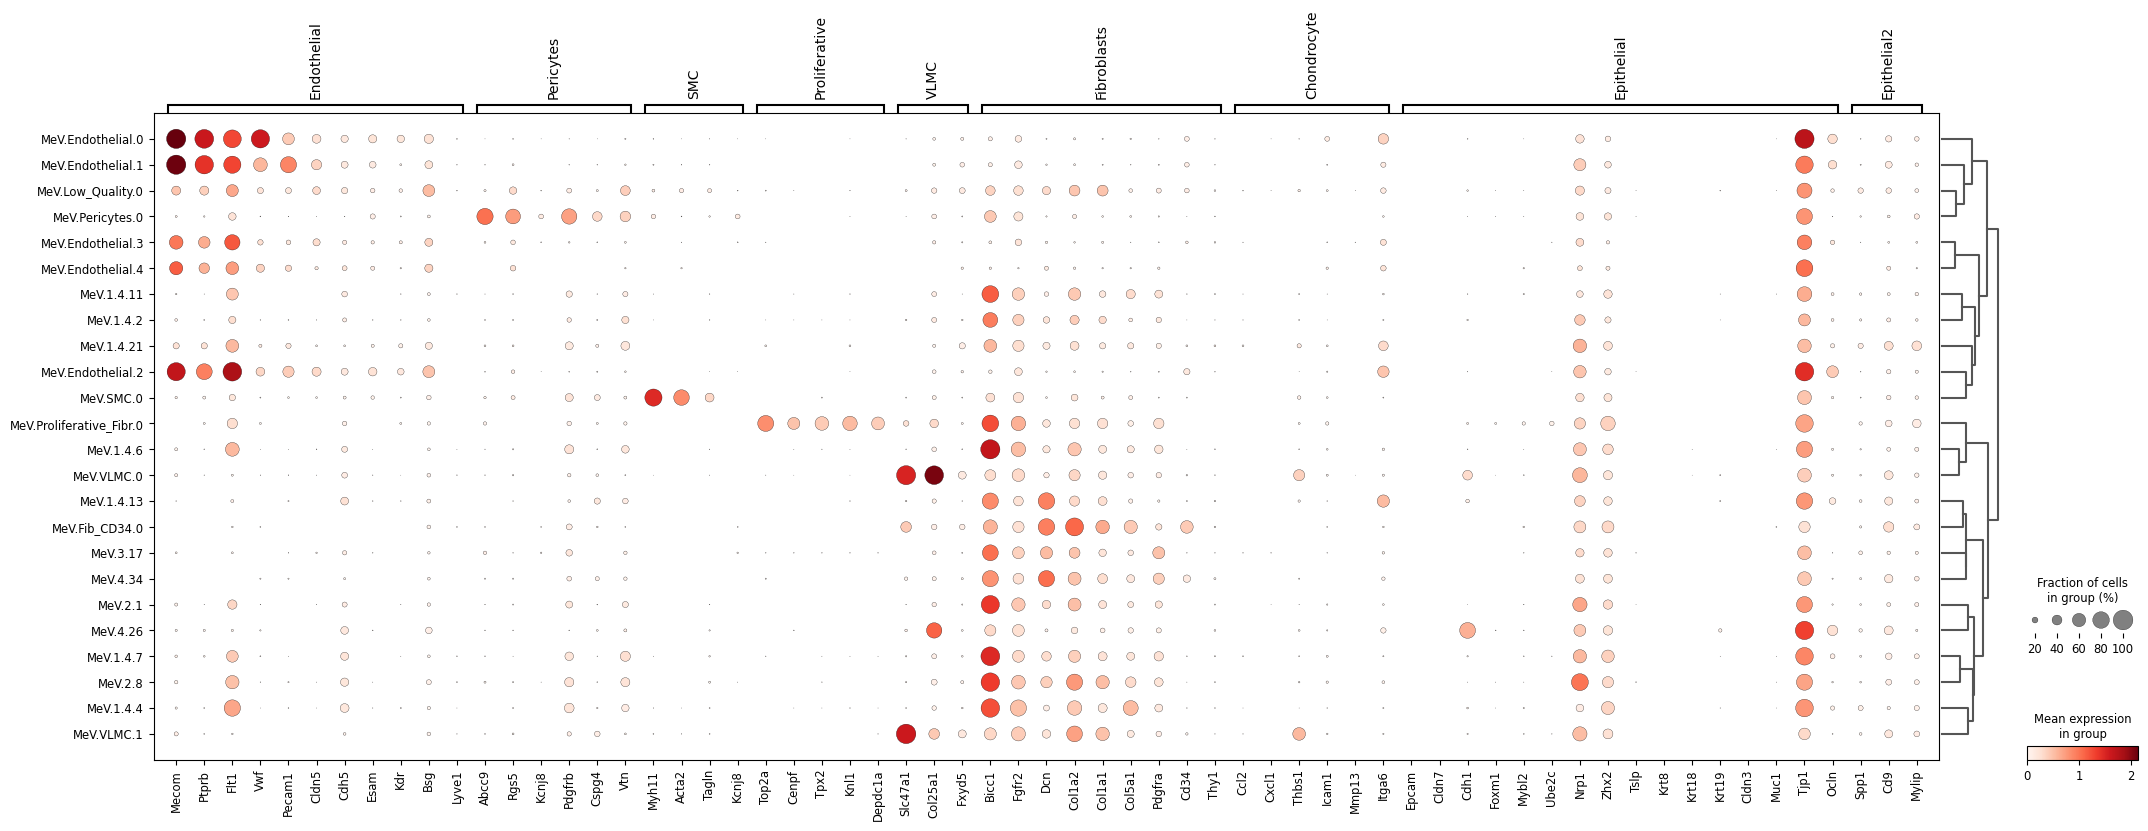 Endothelial
Pericytes
SMC
Proliferative
VLMC
Fibroblasts
Chondrocyte
Epithelial
Epithelial2
MeV.Endothelial.0
MeV.Endothelial.1
MeV.Low_Quality.0
MeV.Pericytes.0
MeV.Endothelial.3
MeV.Endothelial.4
MeV.1.4.11
MeV.1.4.2
MeV.1.4.21
MeV.Endothelial.2
MeV.SMC.0
MeV.Proliferative_Fibr.0
MeV.1.4.6
MeV.VLMC.0
MeV.1.4.13
MeV.Fib_CD34.0
MeV.3.17
MeV.4.34
MeV.2.1
MeV.4.26
MeV.1.4.7
MeV.2.8
MeV.1.4.4
MeV.VLMC.1
Mecom
Ptprb
Flt1
Vwf
Pecam1
Cldn5
Cdh5
Esam
Kdr
Bsg
Lyve1
Abcc9
Rgs5
Kcnj8
Pdgfrb
Cspg4
Vtn
Myh11
Acta2
Tagln
Kcnj8
Top2a
Cenpf
Tpx2
Knl1
Depdc1a
Slc47a1
Col25a1
Fxyd5
Bicc1
Fgfr2
Dcn
Col1a2
Col1a1
Col5a1
Pdgfra
Cd34
Thy1
Ccl2
Cxcl1
Thbs1
Icam1
Mmp13
Itga6
Epcam
Cldn7
Cdh1
Foxm1
Mybl2
Ube2c
Nrp1
Zhx2
Tslp
Krt8
Krt18
Krt19
Cldn3
Muc1
Tjp1
Ocln
Spp1
Cd9
Mylip
Fraction of cells
in group (%)
20 40 60 80 100
Mean expression
in group
0 1 2